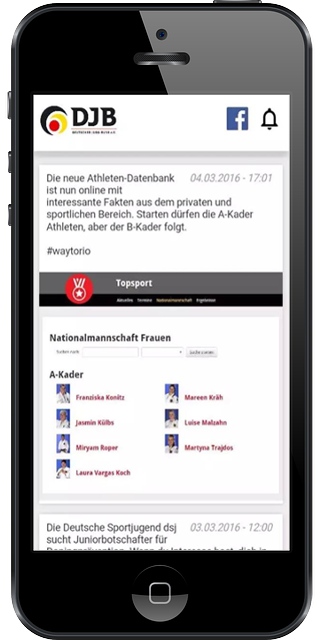 DJB
DEUTSCHER JUDO-BUND e.V.
Die neue Athleten-Datenbank 04.03.2016 - 17:01
ist nun online mit
interessante Fakten aus dem privaten und
sportlichen Bereich. Starten dürfen die A-Kader
Athleten, aber der B-Kader folgt.
#waytorio
Topsport
Aktuelles Termine Nationalmannschaft Ergebnisse
Nationalmannschaft Frauen
Suchen nach
A-Kader
Franziska Konitz Mareen Kräh
Jasmin Külbs Luise Malzahn
Miryam Roper Martyna Trajdos
Laura Vargas Koch
Die Deutsche Sportjugend dsj 03.03.2016 - 12:00
sucht Juniorbotschafter für